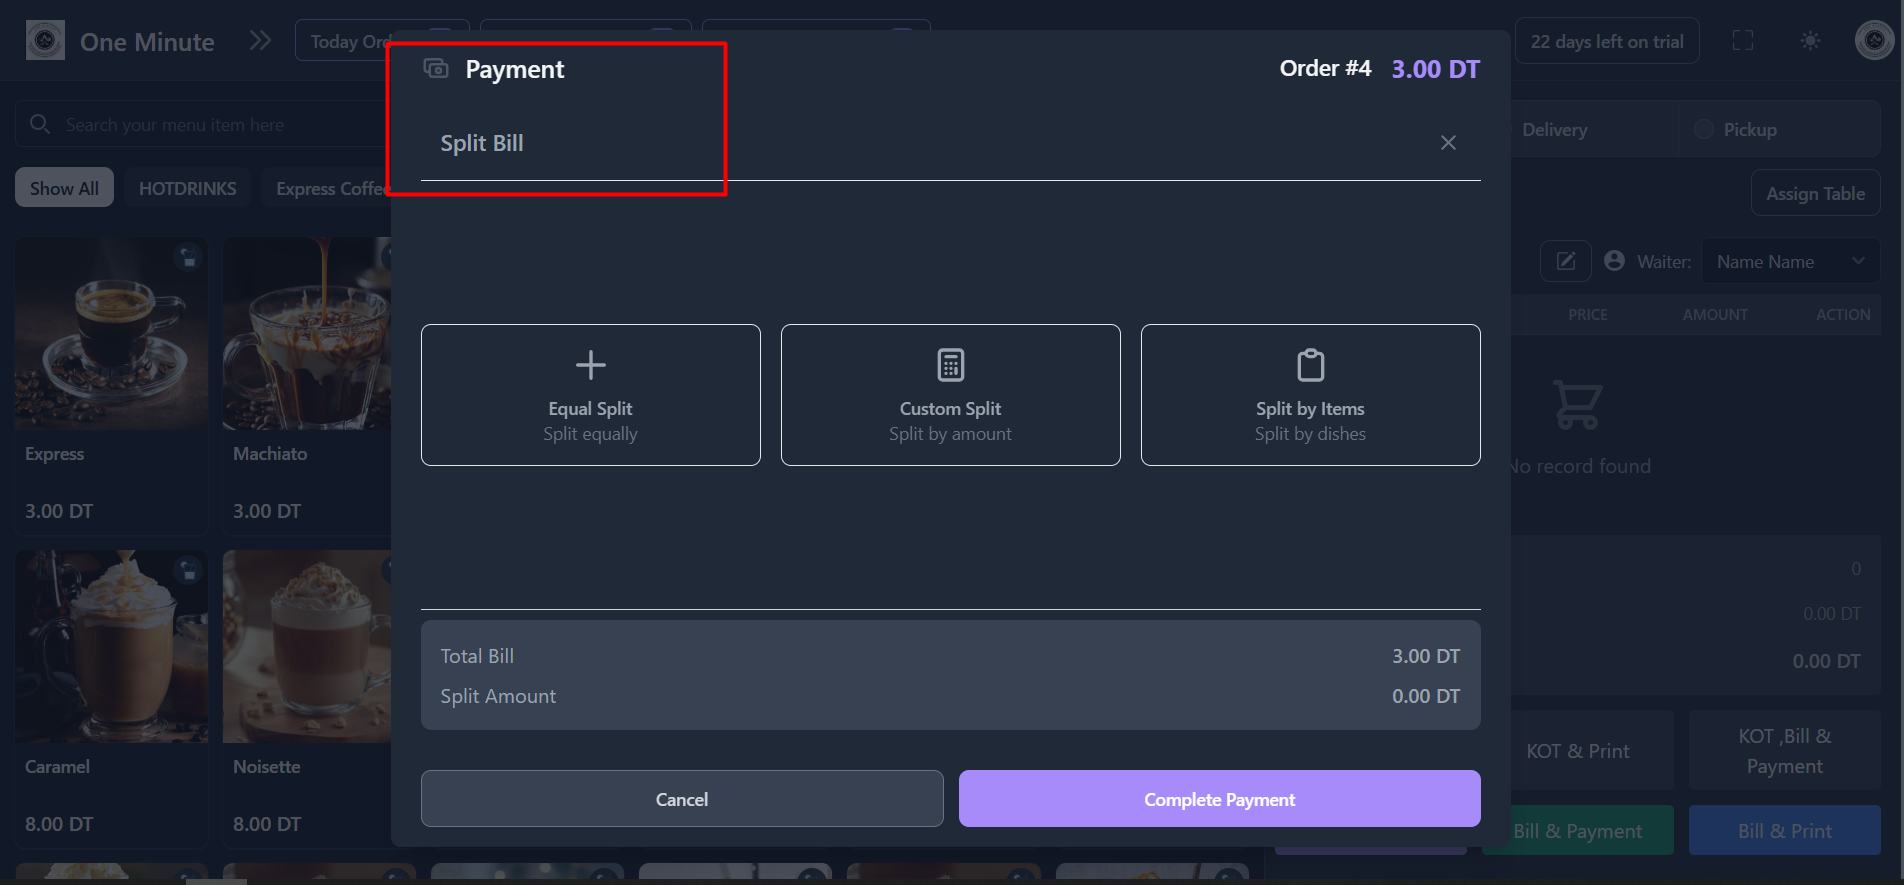 One Minute
Today Ord
22 days left on trial
Payment
Order #4 3.00 DT
Search your menu item here
Split Bill
Delivery
Pickup
Show All
HOTDRINKS
Express Coffee
Assign Table
Waiter:
Name Name
PRICE
AMOUNT
ACTION
Equal Split
Split equally
Custom Split
Split by amount
Split by Items
Split by dishes
No record found
Express
3.00 DT
Machiato
3.00 DT
0
0.00 DT
0.00 DT
Total Bill
3.00 DT
Split Amount
0.00 DT
Caramel
8.00 DT
Noisette
8.00 DT
KOT & Print
KOT ,Bill &
Payment
Cancel
Complete Payment
Bill & Payment
Bill & Print